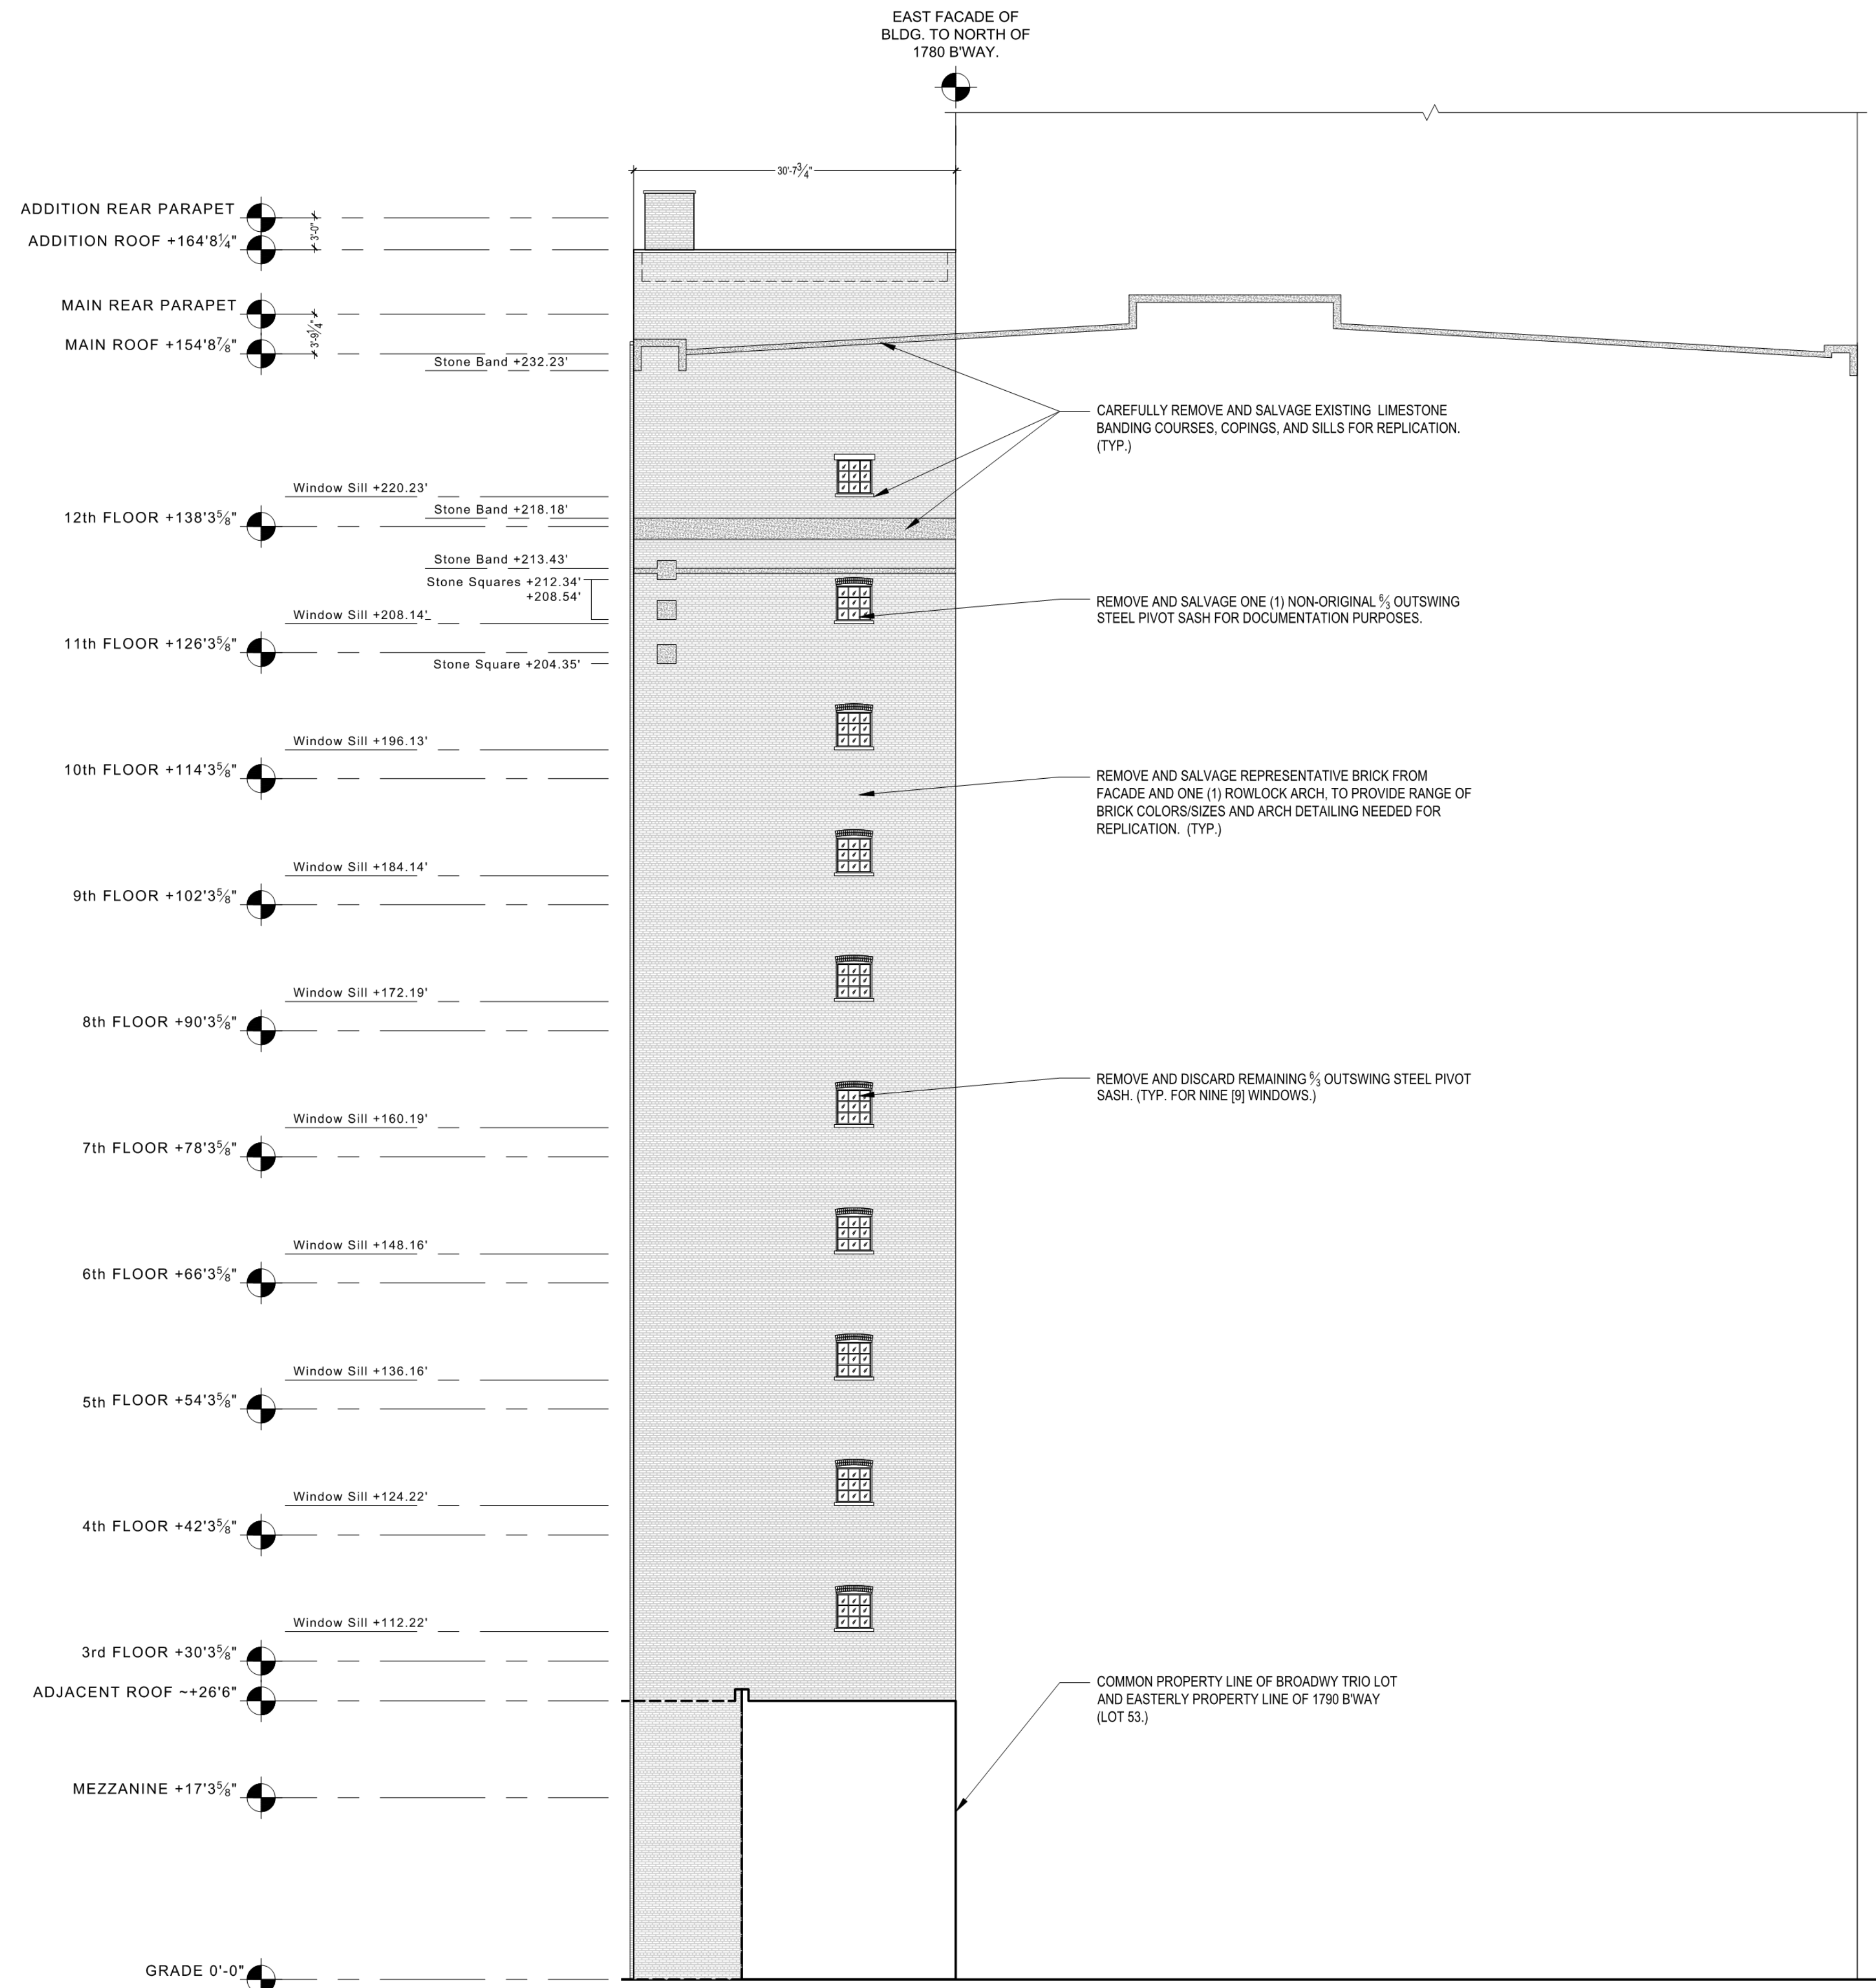 EAST FACADE OF
BLDG. TO NORTH OF
1780 B'WAY.
30'-7¾"
ADDITION REAR PARAPET
3'-0"
ADDITION ROOF +164'8¼"
MAIN REAR PARAPET
3'-9¼"
MAIN ROOF +154'8⅞"
Stone Band +232.23'
CAREFULLY REMOVE AND SALVAGE EXISTING LIMESTONE
BANDING COURSES, COPINGS, AND SILLS FOR REPLICATION.
(TYP.)
Window Sill +220.23'
Stone Band +218.18'
12th FLOOR +138'3⅝"
Stone Band +213.43'
Stone Squares +212.34'
+208.54'
Window Sill +208.14'
REMOVE AND SALVAGE ONE (1) NON-ORIGINAL 6/3 OUTSWING
STEEL PIVOT SASH FOR DOCUMENTATION PURPOSES.
11th FLOOR +126'3⅝"
Stone Square +204.35'
Window Sill +196.13'
10th FLOOR +114'3⅝"
REMOVE AND SALVAGE REPRESENTATIVE BRICK FROM
FACADE AND ONE (1) ROWLOCK ARCH, TO PROVIDE RANGE OF
BRICK COLORS/SIZES AND ARCH DETAILING NEEDED FOR
REPLICATION. (TYP.)
Window Sill +184.14'
9th FLOOR +102'3⅝"
Window Sill +172.19'
8th FLOOR +90'3⅝"
REMOVE AND DISCARD REMAINING 6/3 OUTSWING STEEL PIVOT
SASH. (TYP. FOR NINE [9] WINDOWS.)
Window Sill +160.19'
7th FLOOR +78'3⅝"
Window Sill +148.16'
6th FLOOR +66'3⅝"
Window Sill +136.16'
5th FLOOR +54'3⅝"
Window Sill +124.22'
4th FLOOR +42'3⅝"
Window Sill +112.22'
3rd FLOOR +30'3⅝"
ADJACENT ROOF ~+26'6"
COMMON PROPERTY LINE OF BROADWY TRIO LOT
AND EASTERLY PROPERTY LINE OF 1790 B'WAY
(LOT 53.)
MEZZANINE +17'3⅝"
GRADE 0'-0"